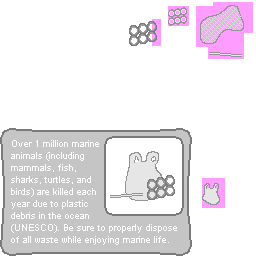 Over 1 million marine
animals (including
mammals, fish,
sharks, turtles, and
birds) are killed each
year due to plastic
debris in the ocean
(UNESCO). Be sure to properly dispose
of all waste while enjoying marine life.